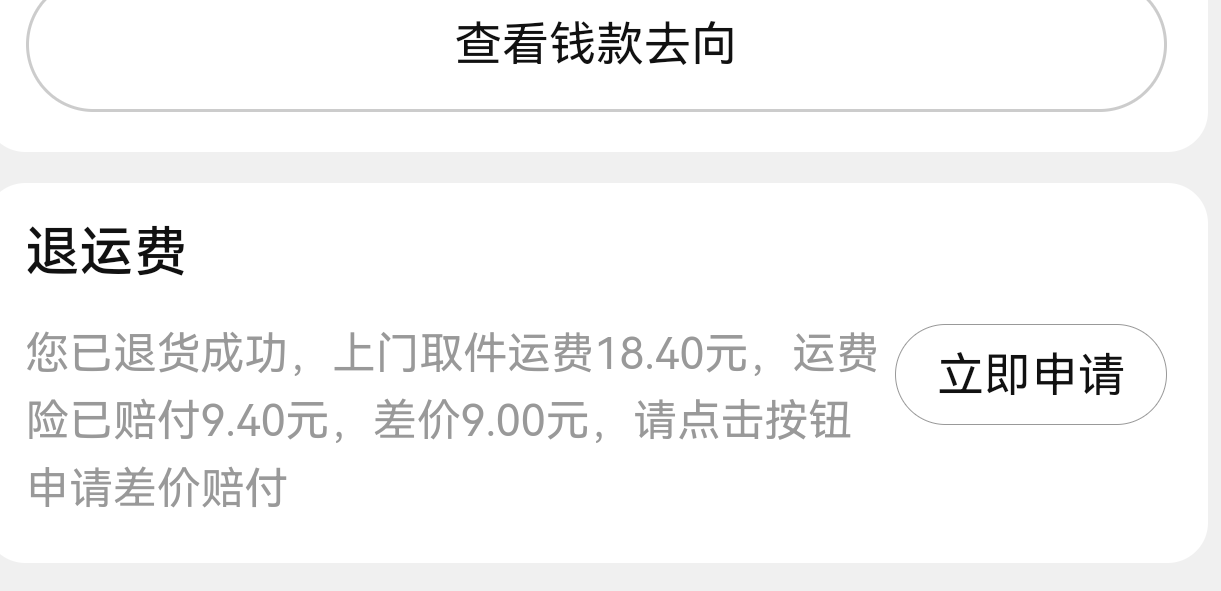 查看钱款去向
退运费
您已退货成功，上门取件运费18.40元，运费
险已赔付9.40元，差价9.00元，请点击按钮
申请差价赔付
立即申请